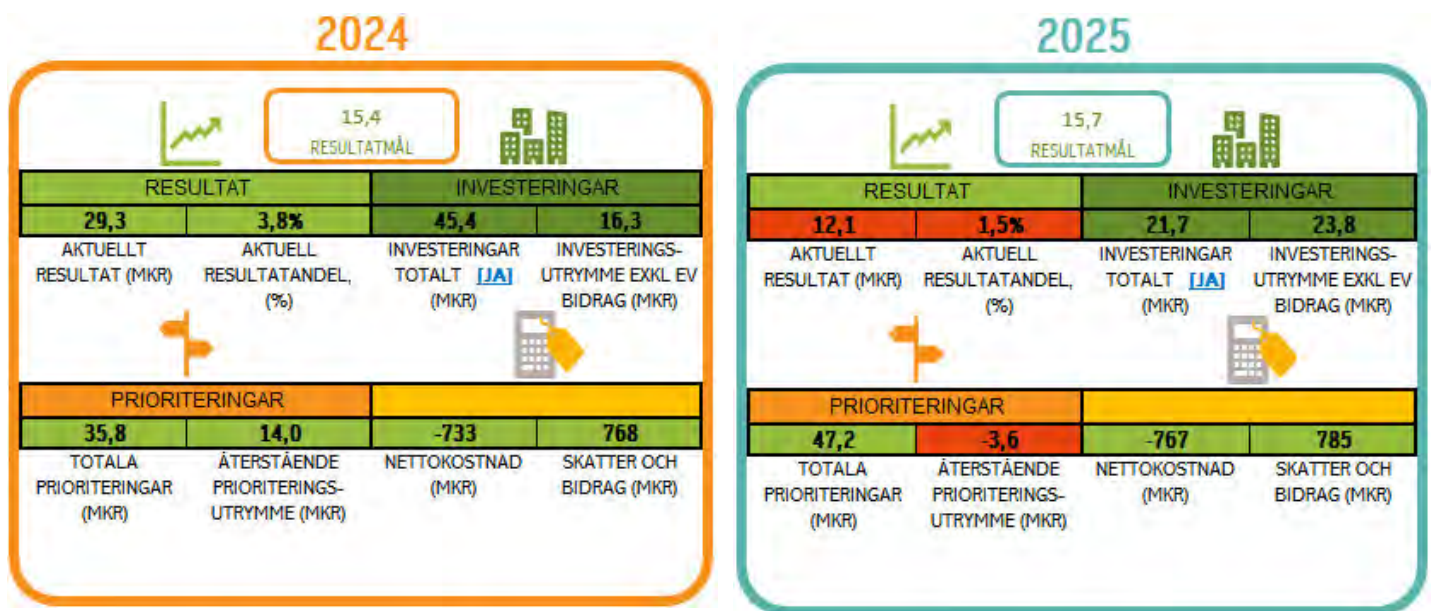 2024
15,4
RESULTATMÅL
RESULTAT INVESTERINGAR
29,3 3,8% 45,4 16,3
AKTUELLT AKTUELL INVESTERINGAR INVESTERINGS-
RESULTAT (MKR) RESULTATANDEL, TOTALT [JA] UTRYMME EXKL EV
(%) (MKR) BIDRAG (MKR)
PRIORITERINGAR
35,8 14,0 -733 768
TOTALA ÅTERSTÅENDE NETTOKOSTNAD SKATTER OCH
PRIORITERINGAR PRIORITERINGS- (MKR) BIDRAG (MKR)
(MKR) UTRYMME (MKR)
2025
15,7
RESULTATMÅL
RESULTAT INVESTERINGAR
12,1 1,5% 21,7 23,8
AKTUELLT AKTUELL INVESTERINGAR INVESTERINGS-
RESULTAT (MKR) RESULTATANDEL, TOTALT [JA] UTRYMME EXKL EV
(%) (MKR) BIDRAG (MKR)
PRIORITERINGAR
47,2 -3,6 -767 785
TOTALA ÅTERSTÅENDE NETTOKOSTNAD SKATTER OCH
PRIORITERINGAR PRIORITERINGS- (MKR) BIDRAG (MKR)
(MKR) UTRYMME (MKR)